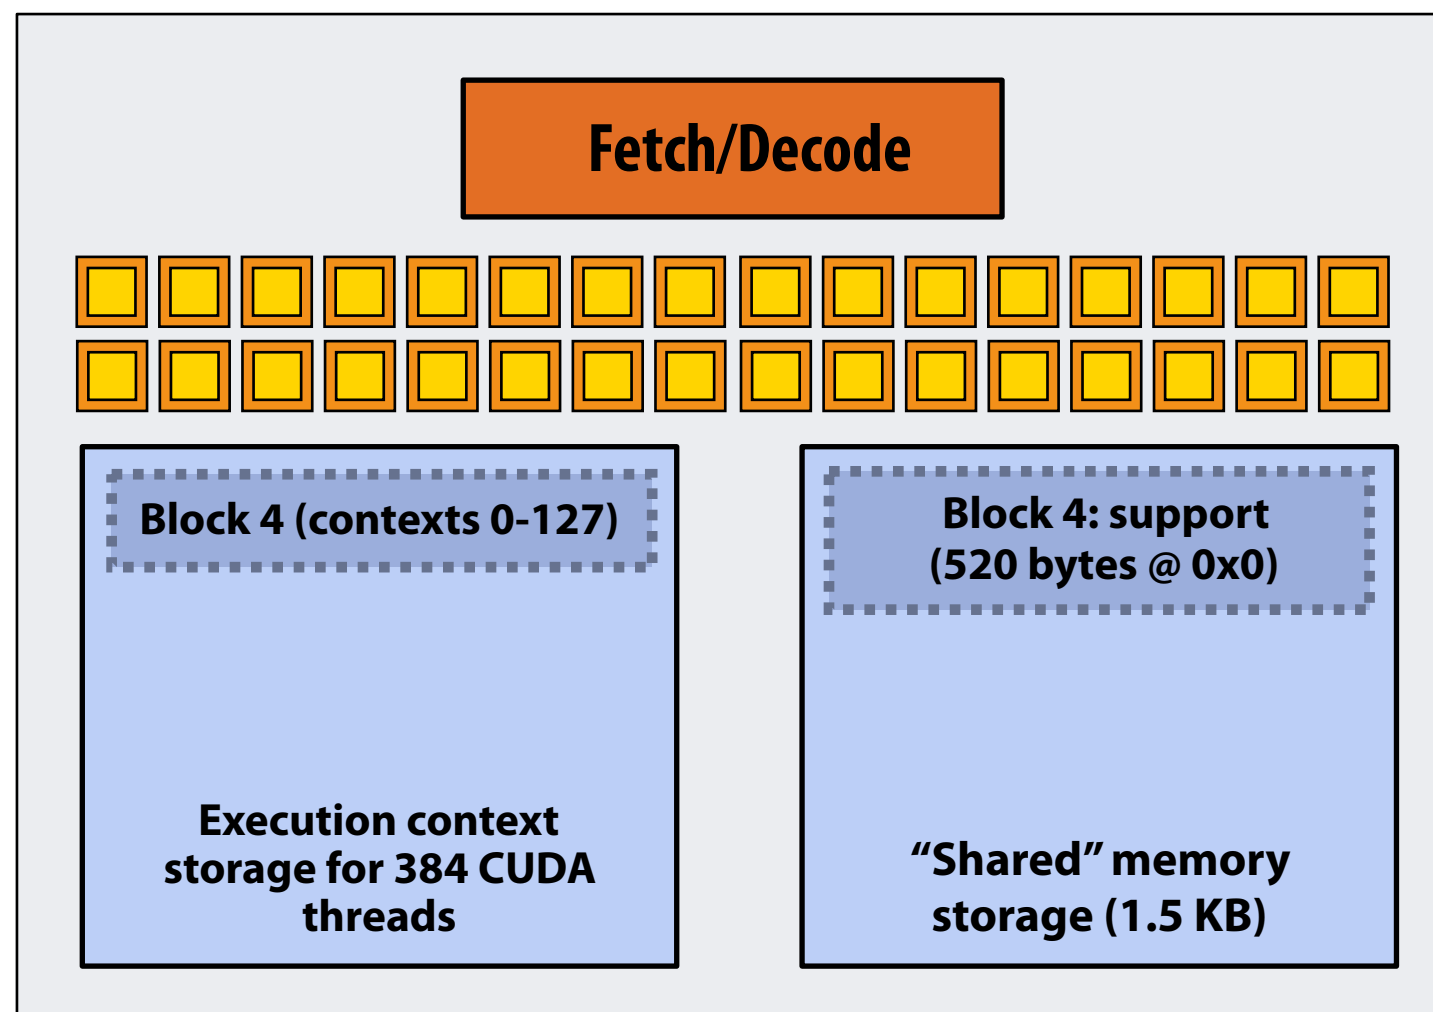 Fetch/Decode
Block 4 (contexts 0-127)
Execution context
storage for 384 CUDA
threads
Block 4: support
(520 bytes @ 0x0)
“Shared” memory
storage (1.5 KB)